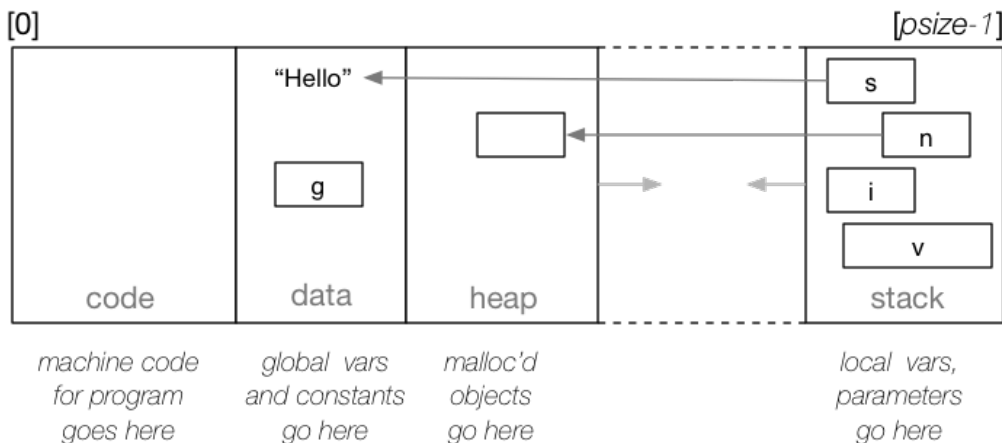 [0] [psize-1]
“Hello” s
n
g i
v
code data heap stack
machine code global vars malloc’d local vars,
for program and constants objects parameters
goes here go here go here go here